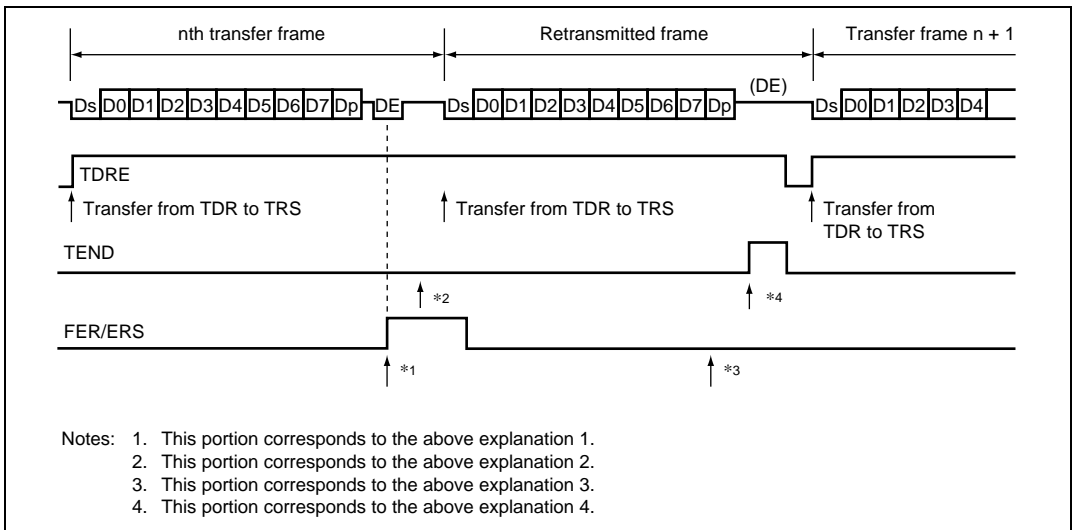 nth transfer frame Retransmitted frame Transfer frame n + 1
(DE)
Ds D0 D1 D2 D3 D4 D5 D6 D7 Dp DE Ds D0 D1 D2 D3 D4 D5 D6 D7 Dp Ds D0 D1 D2 D3 D4
TDRE
Transfer from TDR to TRS Transfer from TDR to TRS Transfer from
TDR to TRS
TEND
*2 *4
FER/ERS
*1 *3
Notes: 1. This portion corresponds to the above explanation 1.
2. This portion corresponds to the above explanation 2.
3. This portion corresponds to the above explanation 3.
4. This portion corresponds to the above explanation 4.